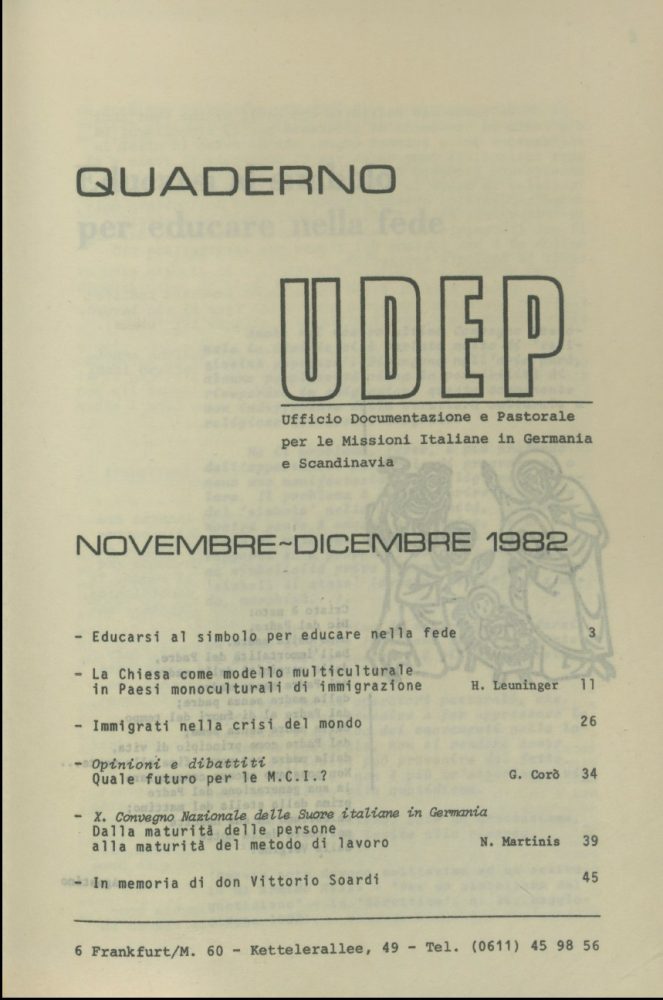 QUADERNO
per educare nella fede
UDEP
Ufficio Documentazione e Pastorale
per le Missioni Italiane in Germania
e Scandinavia
NOVEMBRE~DICEMBRE 1982
- Educarsi al simbolo per educare nella fede 3
- La Chiesa come modello multiculturale
in Paesi monoculturali di immigrazione H. Leuninger 11
- Immigrati nella crisi del mondo 26
- Opinioni e dibattiti
Quale futuro per le M.C.I.? G. Corò 34
- X. Convegno Nazionale delle Suore italiane in Germania
Dalla maturità delle persone
alla maturità del metodo di lavoro N. Martinis 39
- In memoria di don Vittorio Soardi 45
6 Frankfurt/M. 60 - Kettelerallee, 49 - Tel. (0611) 45 98 56